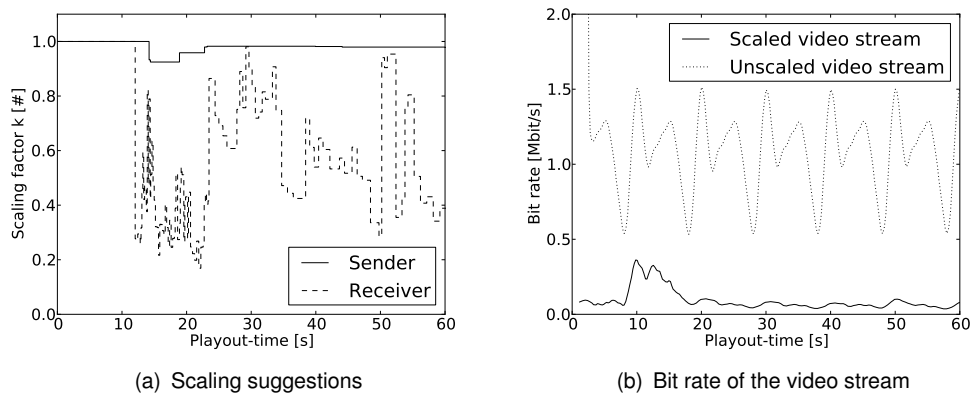 Scaling factor k [#]
1.0
0.8
0.6
0.4
0.2
0.0
0 10 20 30 40 50 60
Playout-time [s]
Sender
Receiver
(a) Scaling suggestions
Bit rate [Mbit/s]
2.0
1.5
1.0
0.5
0.0
0 10 20 30 40 50 60
Playout-time [s]
Scaled video stream
Unscaled video stream
(b) Bit rate of the video stream